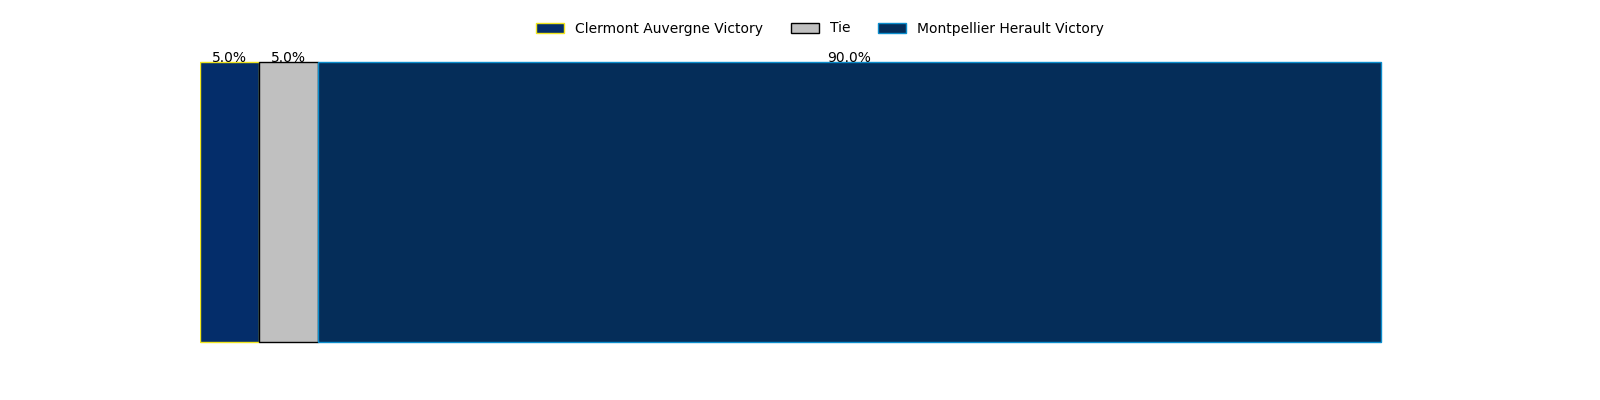 Clermont Auvergne Victory Tie Montpellier Herault Victory
5.0% 5.0% 90.0%